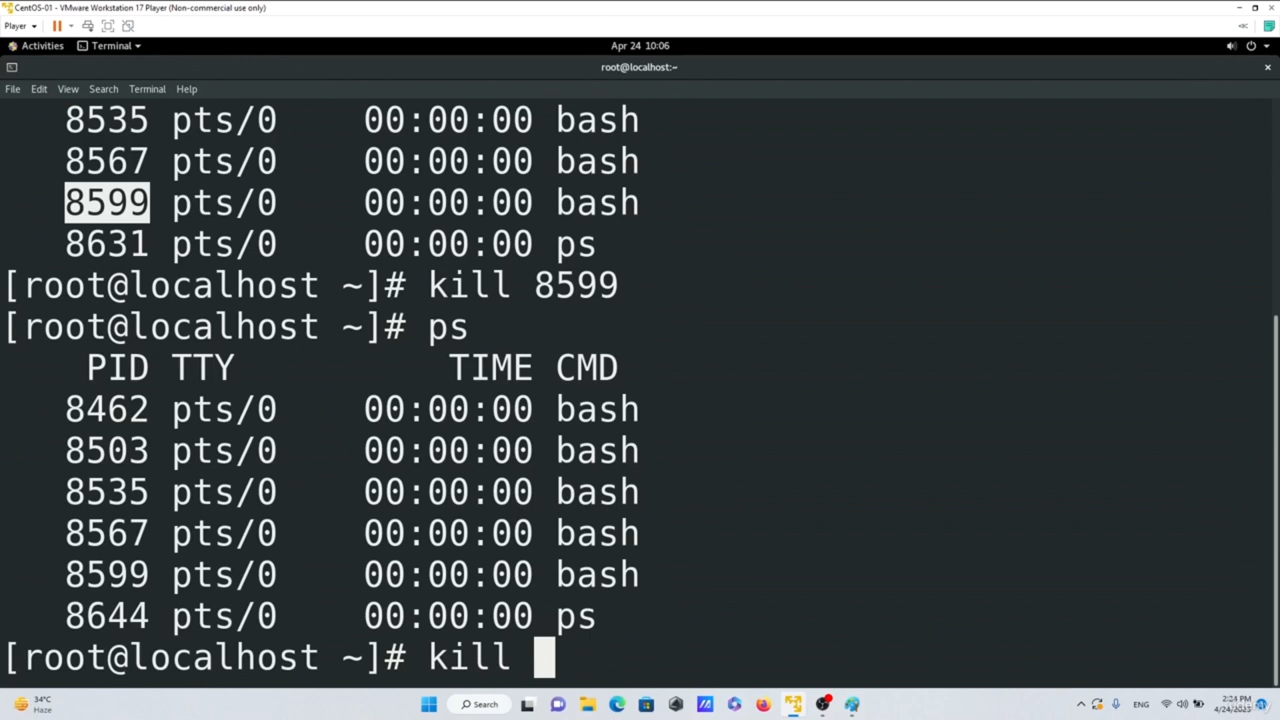 CentOS-01 - VMware Workstation 17 Player (Non-commercial use only)
Player
Activities Terminal Apr 24 10:06
root@localhost:~
File Edit View Search Terminal Help
8535 pts/0 00:00:00 bash
8567 pts/0 00:00:00 bash
8599 pts/0 00:00:00 bash
8631 pts/0 00:00:00 ps
[root@localhost ~]# kill 8599
[root@localhost ~]# ps
PID TTY TIME CMD
8462 pts/0 00:00:00 bash
8503 pts/0 00:00:00 bash
8535 pts/0 00:00:00 bash
8567 pts/0 00:00:00 bash
8599 pts/0 00:00:00 bash
8644 pts/0 00:00:00 ps
[root@localhost ~]# kill
34°C
Haze
Search
ENG
2:24 PM
4/24/2023